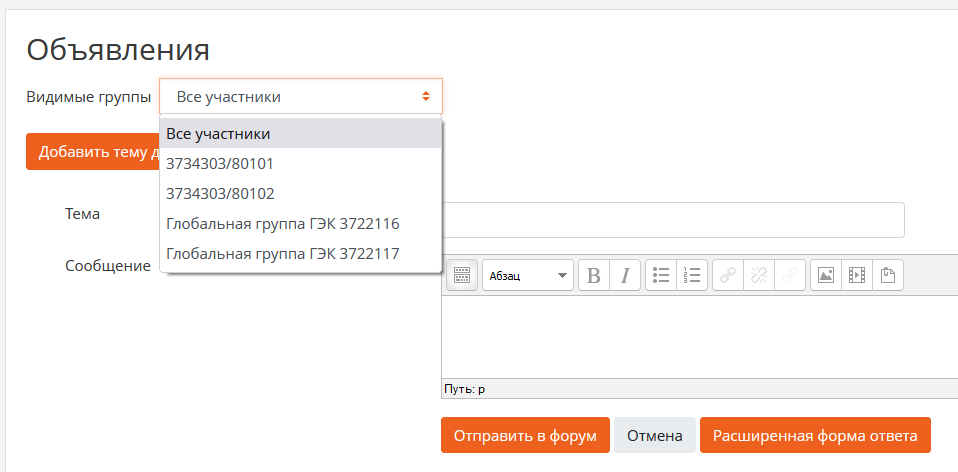 Объявления
Видимые группы
Все участники
Все участники
3734303/80101
3734303/80102
Глобальная группа ГЭК 3722116
Глобальная группа ГЭК 3722117
Добавить тему д
Тема
Сообщение
Абзац
B I
Путь: p
Отправить в форум
Отмена
Расширенная форма ответа